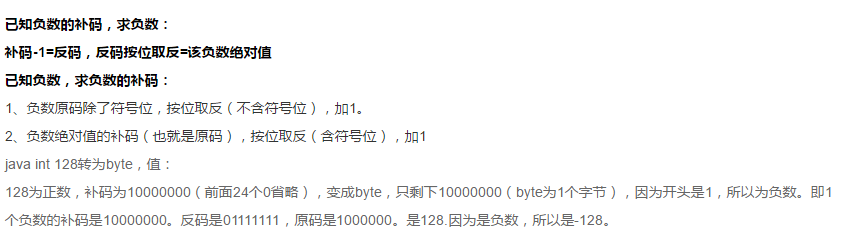 已知负数的补码，求负数：
补码-1=反码，反码按位取反=该负数绝对值
已知负数，求负数的补码：
1、负数原码除了符号位，按位取反（不含符号位），加1。
2、负数绝对值的补码（也就是原码），按位取反（含符号位），加1
java int 128转为byte，值：
128为正数，补码为10000000（前面24个0省略），变成byte，只剩下10000000（byte为1个字节），因为开头是1，所以为负数。即1
个负数的补码是10000000。反码是01111111，原码是1000000。是128.因为是负数，所以是-128。